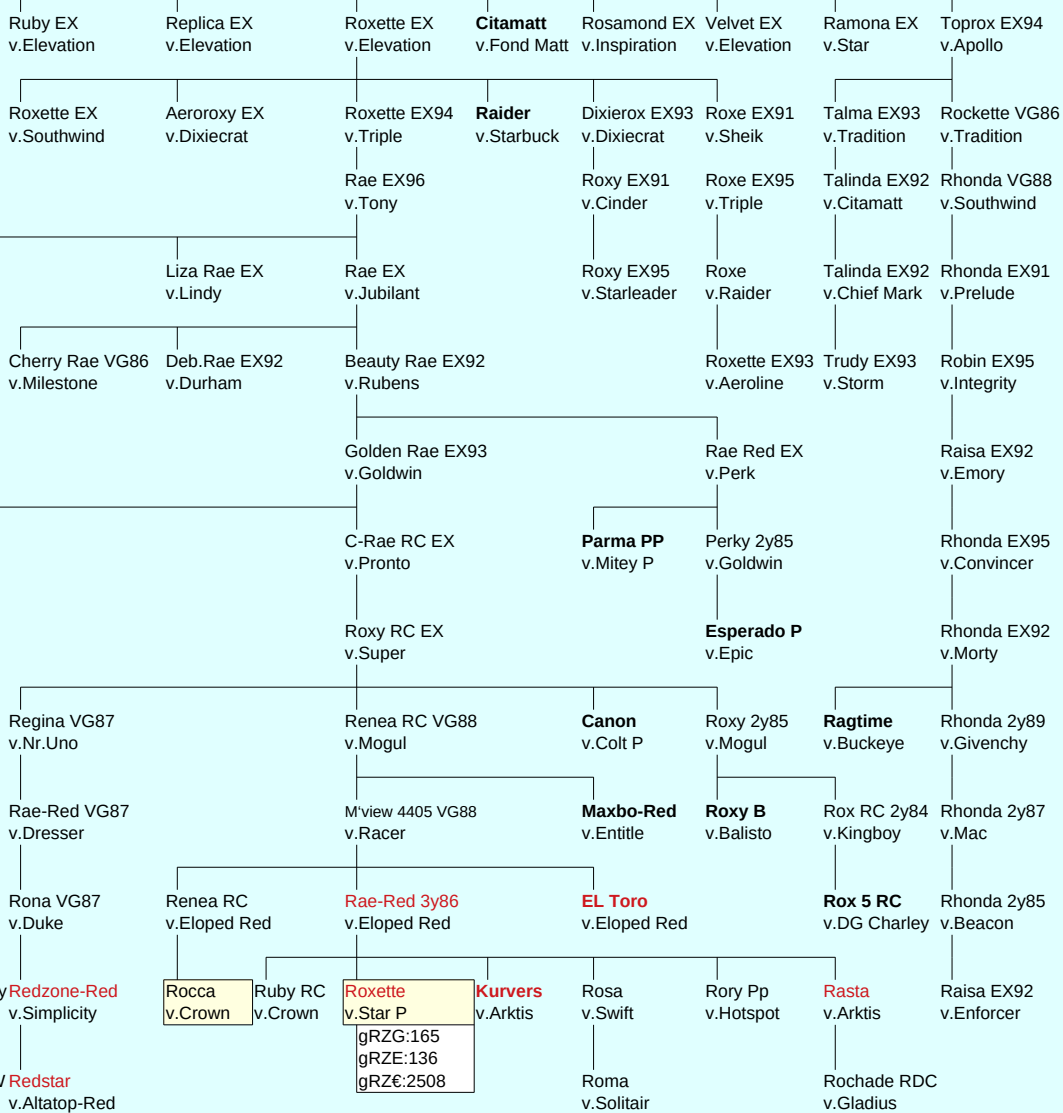 Ruby EX
v.Elevation
Replica EX
v.Elevation
Roxette EX
v.Elevation
Citamatt
v.Fond Matt
Rosamond EX
v.Inspiration
Velvet EX
v.Elevation
Ramona EX
v.Star
Toprox EX94
v.Apollo
Roxette EX
v.Southwind
Aeroroxy EX
v.Dixiecrat
Roxette EX94
v.Triple
Raider
v.Starbuck
Dixierox EX93
v.Dixiecrat
Roxe EX91
v.Sheik
Talma EX93
v.Tradition
Rockette VG86
v.Tradition
Rae EX96
v.Tony
Roxy EX91
v.Cinder
Roxe EX95
v.Triple
Talinda EX92
v.Citamatt
Rhonda VG88
v.Southwind
Liza Rae EX
v.Lindy
Rae EX
v.Jubilant
Roxy EX95
v.Starleader
Roxe
v.Raider
Talinda EX92
v.Chief Mark
Rhonda EX91
v.Prelude
Cherry Rae VG86
v.Milestone
Deb.Rae EX92
v.Durham
Beauty Rae EX92
v.Rubens
Roxette EX93
v.Aeroline
Trudy EX93
v.Storm
Robin EX95
v.Integrity
Golden Rae EX93
v.Goldwin
Rae Red EX
v.Perk
Raisa EX92
v.Emory
C-Rae RC EX
v.Pronto
Parma PP
v.Mitey P
Perky 2y85
v.Goldwin
Rhonda EX95
v.Convincer
Roxy RC EX
v.Super
Esperado P
v.Epic
Rhonda EX92
v.Morty
Regina VG87
v.Nr.Uno
Renea RC VG88
v.Mogul
Canon
v.Colt P
Roxy 2y85
v.Mogul
Ragtime
v.Buckeye
Rhonda 2y89
v.Givenchy
Rae-Red VG87
v.Dresser
M'view 4405 VG88
v.Racer
Maxbo-Red
v.Entitle
Roxy B
v.Balisto
Rox RC 2y84
v.Kingboy
Rhonda 2y87
v.Mac
Rona VG87
v.Duke
Renea RC
v.Eloped Red
Rae-Red 3y86
v.Eloped Red
EL Toro
v.Eloped Red
Rox 5 RC
v.DG Charley
Rhonda 2y85
v.Beacon
Redzone-Red
v.Simplicity
Rocca
v.Crown
Ruby RC
v.Crown
Roxette
v.Star P
gRZG:165
gRZE:136
gRZ€:2508
Kurvers
v.Arktis
Rosa
v.Swift
Rory Pp
v.Hotspot
Rasta
v.Arktis
Raisa EX92
v.Enforcer
Redstar
v.Altatop-Red
Roma
v.Solitair
Rochade RDC
v.Gladius